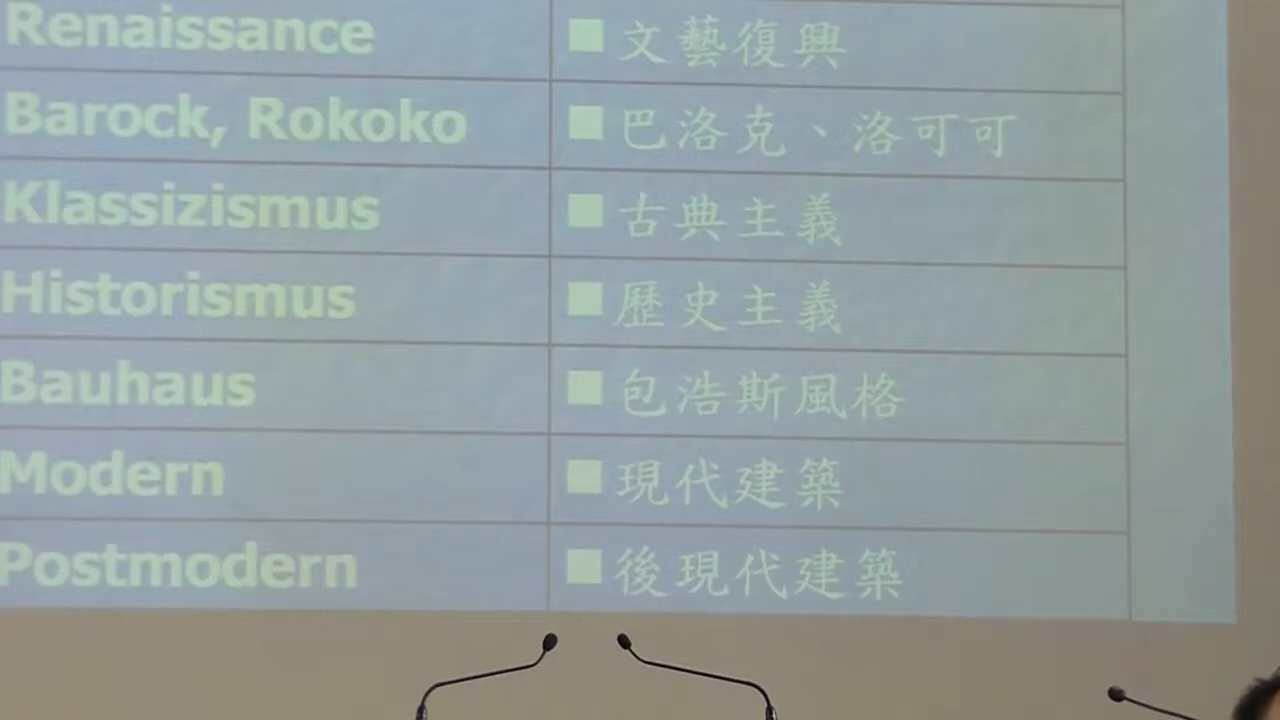 Renaissance ■ 文藝復興
Barock, Rokoko ■ 巴洛克、洛可可
Klassizismus ■ 古典主義
Historismus ■ 歷史主義
Bauhaus ■ 包浩斯風格
Modern ■ 現代建築
Postmodern ■ 後現代建築